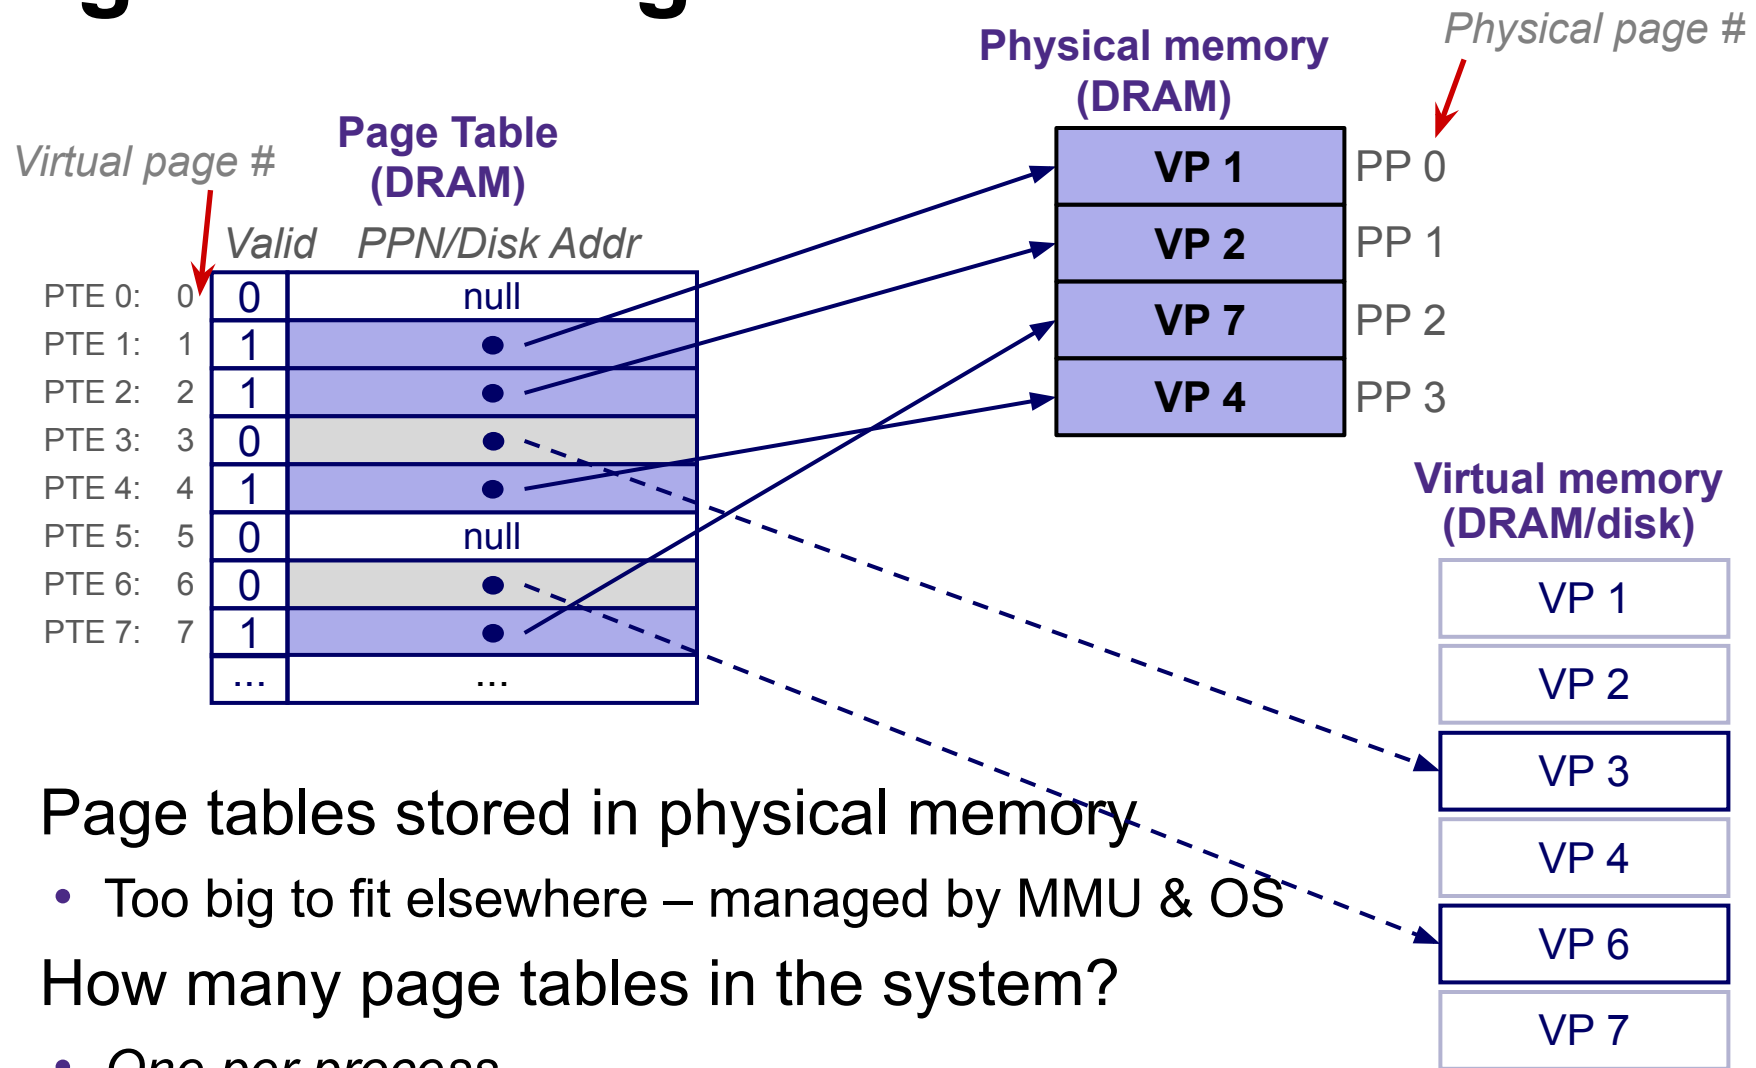 Physical page #
Physical memory
(DRAM)
Virtual page #
Page Table
(DRAM)
Valid PPN/Disk Addr
PTE 0: 0 0 null
PTE 1: 1 1
PTE 2: 2 1
PTE 3: 3 0
PTE 4: 4 1
PTE 5: 5 0 null
PTE 6: 6 0
PTE 7: 7 1
... ...
VP 1 PP 0
VP 2 PP 1
VP 7 PP 2
VP 4 PP 3
Virtual memory
(DRAM/disk)
VP 1
VP 2
VP 3
VP 4
VP 6
VP 7
Page tables stored in physical memory
• Too big to fit elsewhere – managed by MMU & OS
How many page tables in the system?
• One per process